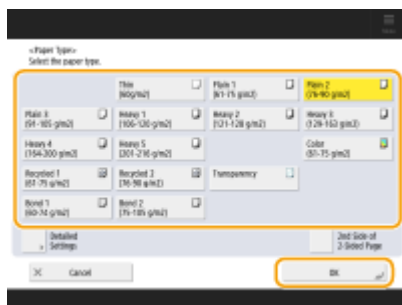 <Paper Type>
Select the paper type.
Thin
(60g/m2)
Plain 1
(61-75 g/m2)
Plain 2
(76-90 g/m2)
Plain 3
(91-105 g/m2)
Heavy 1
(106-120 g/m2)
Heavy 2
(121-128 g/m2)
Heavy 3
(129-163 g/m2)
Heavy 4
(164-200 g/m2)
Heavy 5
(201-216 g/m2)
Color
(61-75 g/m2)
Recycled 1
(61-75 g/m2)
Recycled 2
(76-90 g/m2)
Transparency
Bond 1
(60-74 g/m2)
Bond 2
(75-105 g/m2)
Detailed
Settings
2nd Side of
2-Sided Page
Cancel
OK